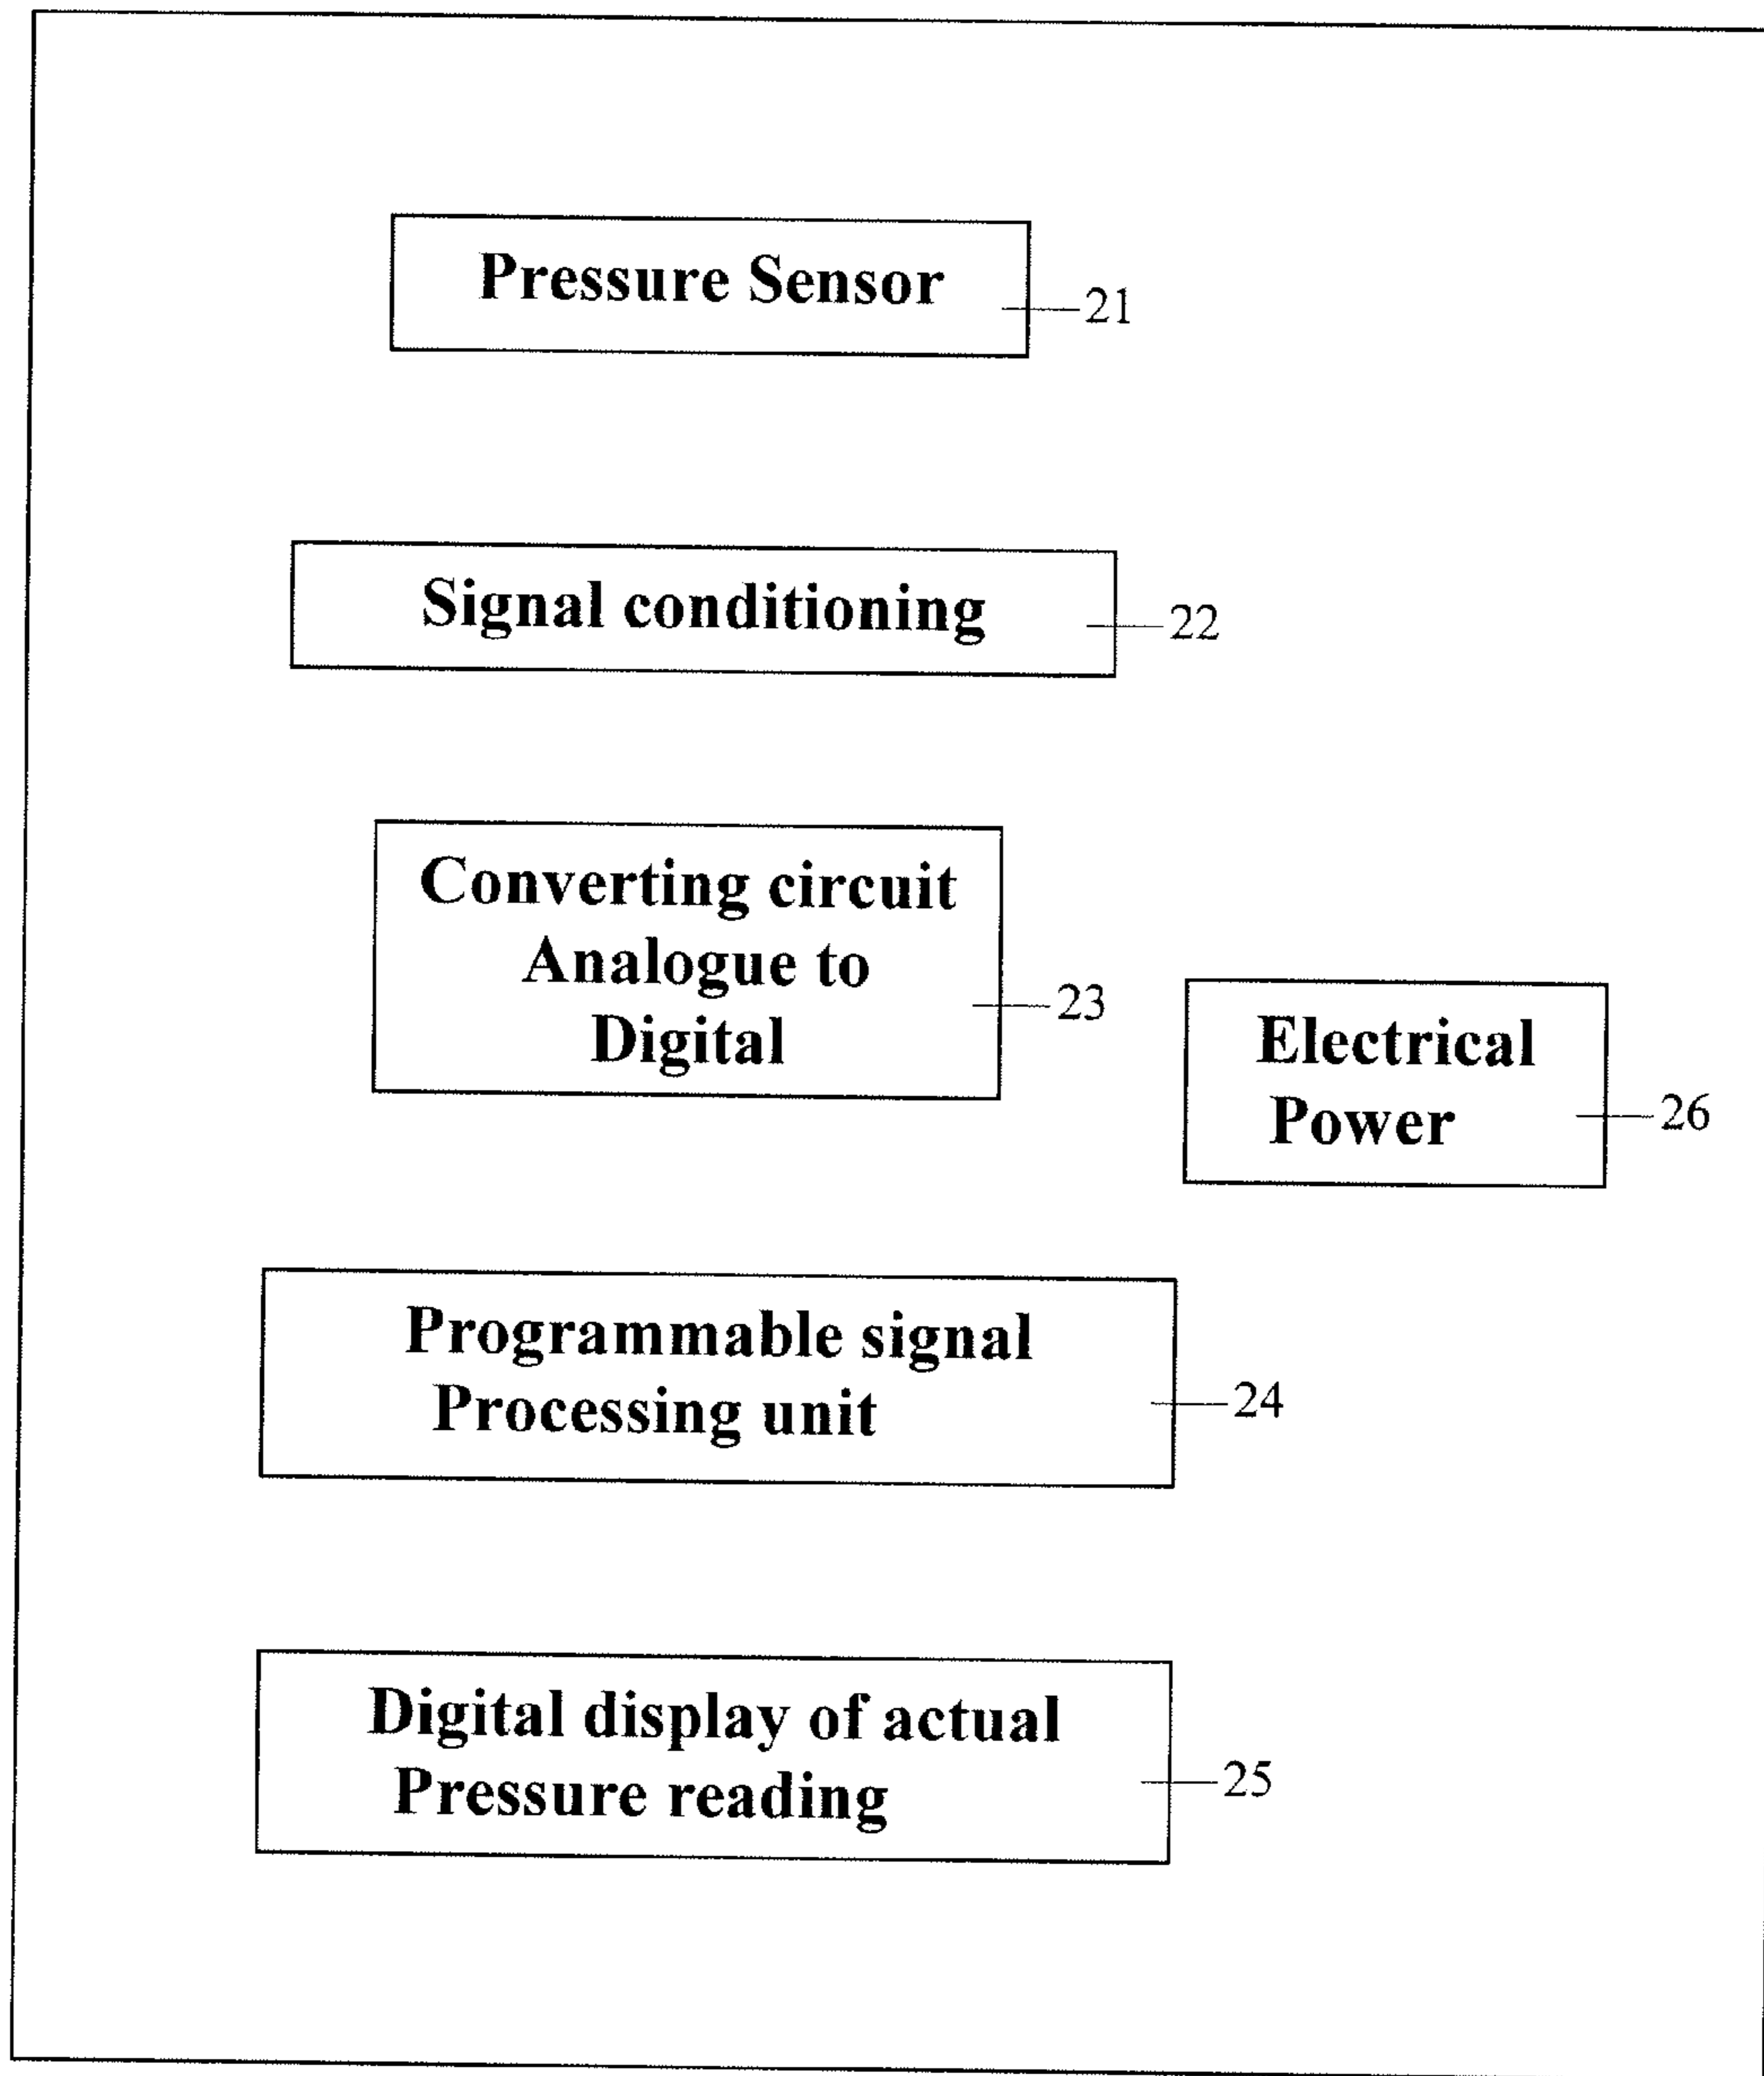 Pressure Sensor
21
Signal conditioning
22
Converting circuit
Analogue to
Digital
23
Electrical
Power
26
Programmable signal
Processing unit
24
Digital display of actual
Pressure reading
25